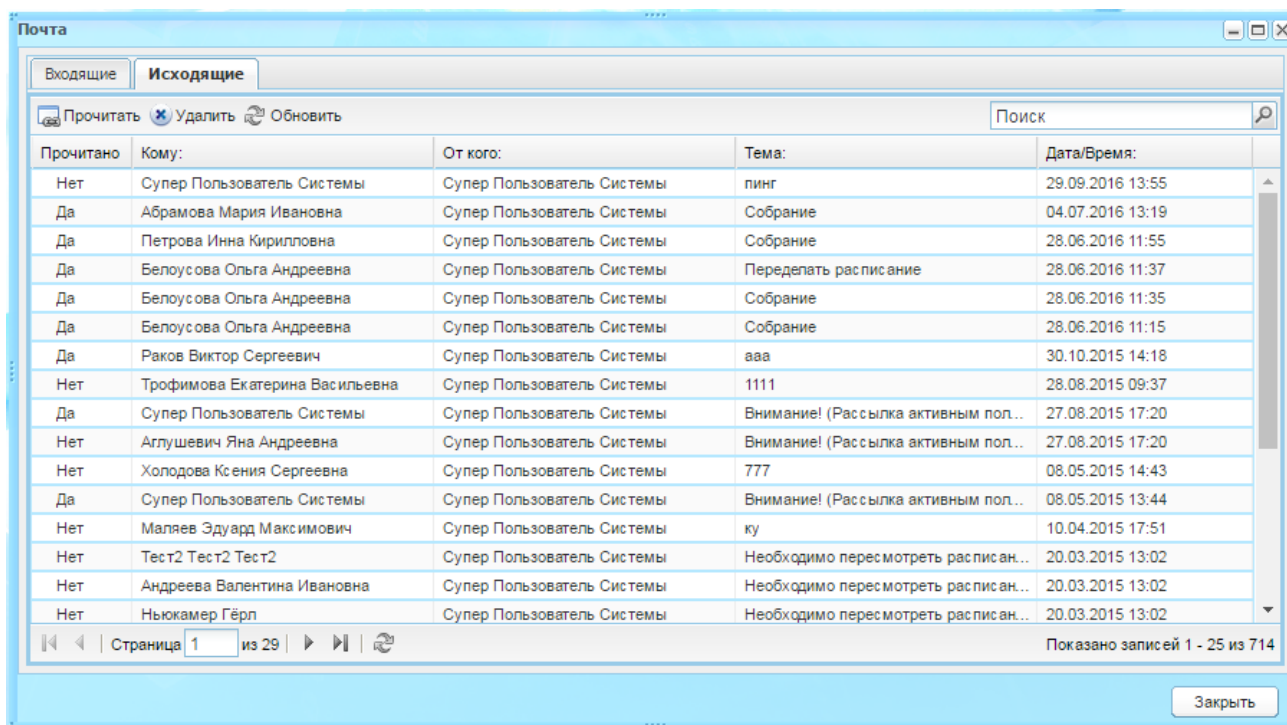 Почта
Входящие Исходящие
Прочитать Удалить Обновить Поиск
Прочитано Кому: От кого: Тема: Дата/Время:
Нет Супер Пользователь Системы Супер Пользователь Системы пинг 29.09.2016 13:55
Да Абрамова Мария Ивановна Супер Пользователь Системы Собрание 04.07.2016 13:19
Да Петрова Инна Кирилловна Супер Пользователь Системы Собрание 28.06.2016 11:55
Да Белоусова Ольга Андреевна Супер Пользователь Системы Переделать расписание 28.06.2016 11:37
Да Белоусова Ольга Андреевна Супер Пользователь Системы Собрание 28.06.2016 11:35
Да Белоусова Ольга Андреевна Супер Пользователь Системы Собрание 28.06.2016 11:15
Да Раков Виктор Сергеевич Супер Пользователь Системы ааа 30.10.2015 14:18
Нет Трофимова Екатерина Васильевна Супер Пользователь Системы 1111 28.08.2015 09:37
Да Супер Пользователь Системы Супер Пользователь Системы Внимание! (Рассылка активным пол... 27.08.2015 17:20
Нет Аглушевич Яна Андреевна Супер Пользователь Системы Внимание! (Рассылка активным пол... 27.08.2015 17:20
Нет Холодова Ксения Сергеевна Супер Пользователь Системы 777 08.05.2015 14:43
Да Супер Пользователь Системы Супер Пользователь Системы Внимание! (Рассылка активным пол... 08.05.2015 13:44
Нет Маляев Эдуард Максимович Супер Пользователь Системы ку 10.04.2015 17:51
Нет Тест2 Тест2 Тест2 Супер Пользователь Системы Необходимо пересмотреть расписан... 20.03.2015 13:02
Нет Андреева Валентина Ивановна Супер Пользователь Системы Необходимо пересмотреть расписан... 20.03.2015 13:02
Нет Ньюкамер Гёрл Супер Пользователь Системы Необходимо пересмотреть расписан... 20.03.2015 13:02
Страница 1 из 29 Показано записей 1 - 25 из 714
Закрыть